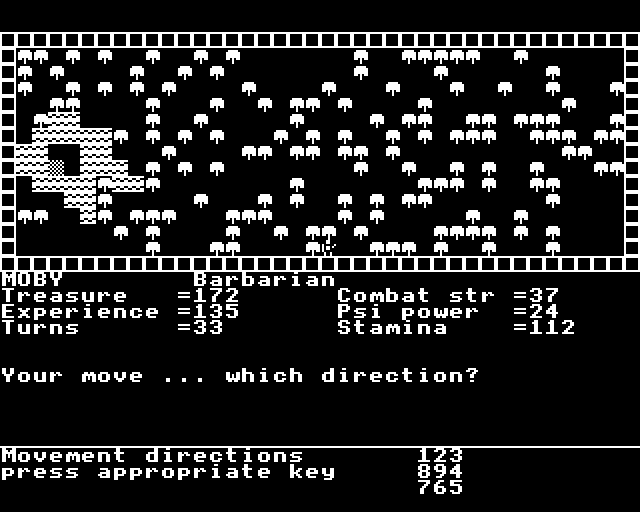 MOBY Barbarian
Treasure =172 Combat str =37
Experience =135 Psi power =24
Turns =33 Stamina =112
Your move ... which direction?
Movement directions 123
press appropriate key 894
765